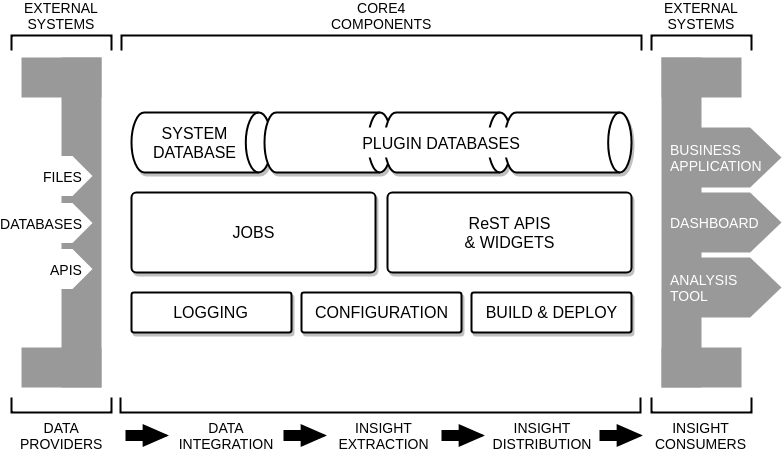 EXTERNAL
SYSTEMS
CORE4
COMPONENTS
EXTERNAL
SYSTEMS
SYSTEM
DATABASE
PLUGIN DATABASES
FILES
DATABASES
APIS
JOBS
ReST APIS
& WIDGETS
LOGGING
CONFIGURATION
BUILD & DEPLOY
BUSINESS
APPLICATION
DASHBOARD
ANALYSIS
TOOL
DATA
PROVIDERS
DATA
INTEGRATION
INSIGHT
EXTRACTION
INSIGHT
DISTRIBUTION
INSIGHT
CONSUMERS